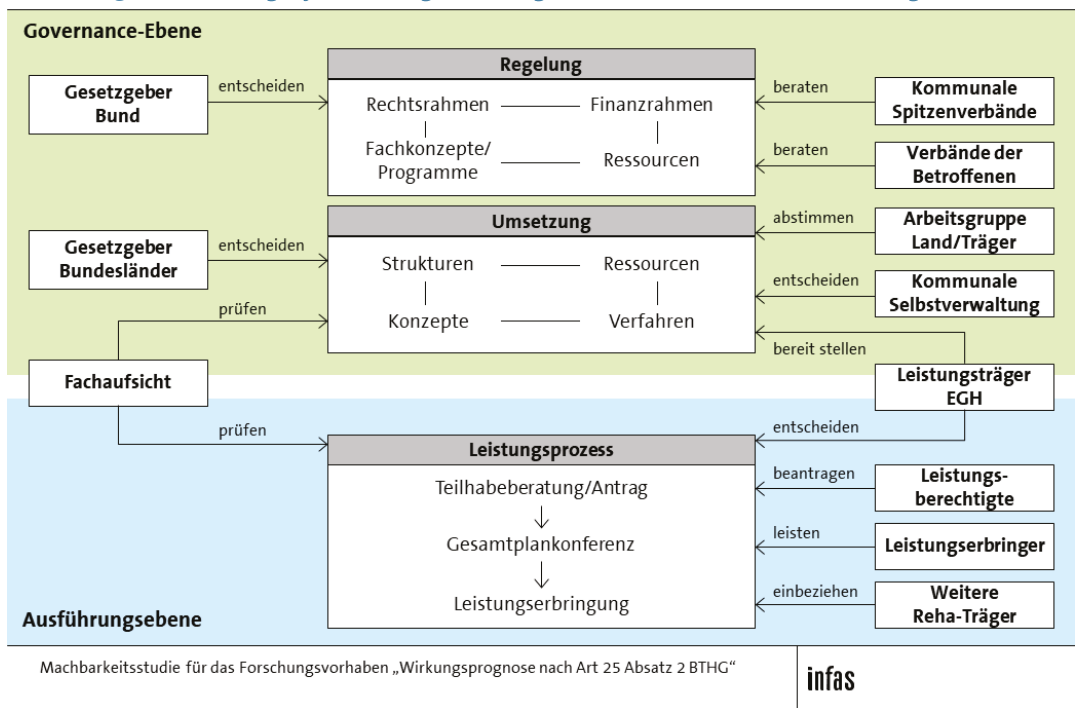 Governance-Ebene
Regelung
Gesetzgeber
Bund
entscheiden
Rechtsrahmen
Finanzrahmen
Fachkonzepte/
Programme
Ressourcen
beraten
Kommunale
Spitzenverbände
beraten
Verbände der
Betroffenen
Umsetzung
Gesetzgeber
Bundesländer
entscheiden
Strukturen
Ressourcen
Konzepte
Verfahren
abstimmen
Arbeitsgruppe
Land/Träger
entscheiden
Kommunale
Selbstverwaltung
prüfen
bereit stellen
Fachaufsicht
Leistungsträger
EGH
prüfen
entscheiden
Leistungsprozess
Teilhabeberatung/Antrag
Gesamtplankonferenz
Leistungserbringung
beantragen
Leistungs-
berechtigte
leisten
Leistungserbringer
einbeziehen
Weitere
Reha-Träger
Ausführungsebene
Machbarkeitsstudie für das Forschungsvorhaben „Wirkungsprognose nach Art 25 Absatz 2 BTHG“
infas